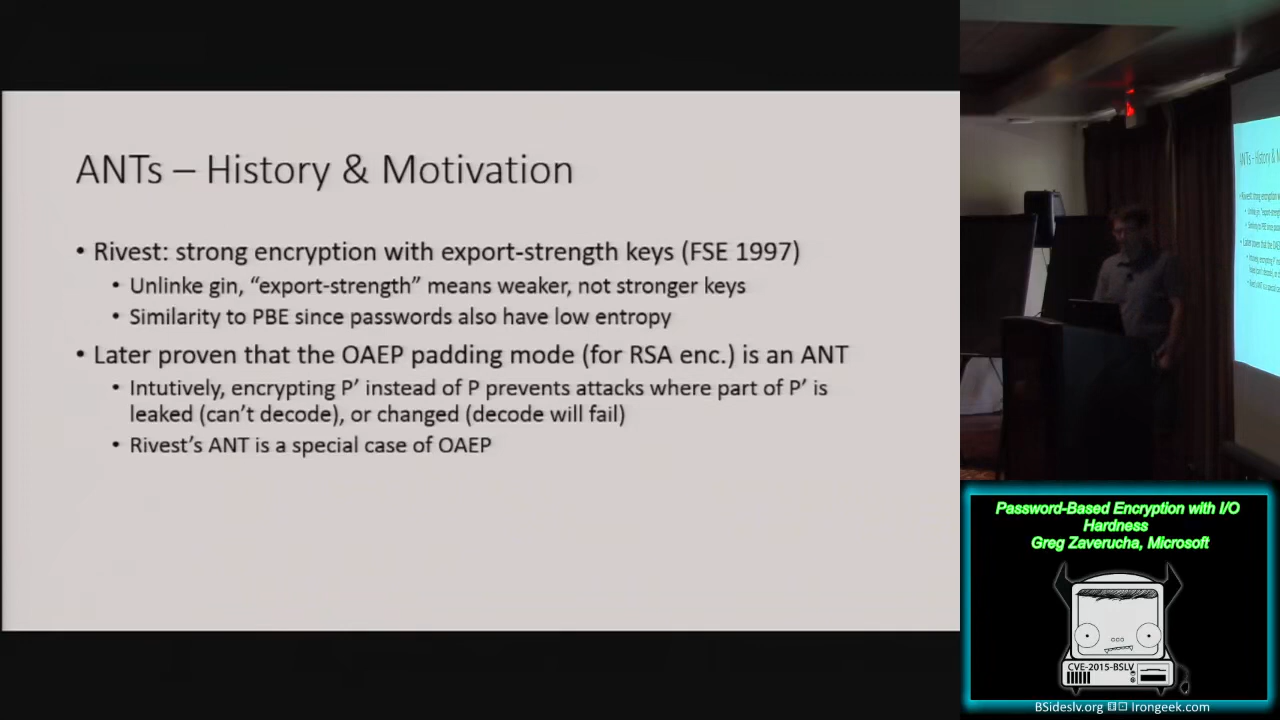 ANTs – History & Motivation
• Rivest: strong encryption with export-strength keys (FSE 1997)
• Unlinke gin, “export-strength” means weaker, not stronger keys
• Similarity to PBE since passwords also have low entropy
• Later proven that the OAEP padding mode (for RSA enc.) is an ANT
• Intutively, encrypting P′ instead of P prevents attacks where part of P′ is
leaked (can’t decode), or changed (decode will fail)
• Rivest’s ANT is a special case of OAEP
Password-Based Encryption with I/O
Hardness
Greg Zaverucha, Microsoft
CVE-2015-BSLV
BSideslv.org Irongeek.com